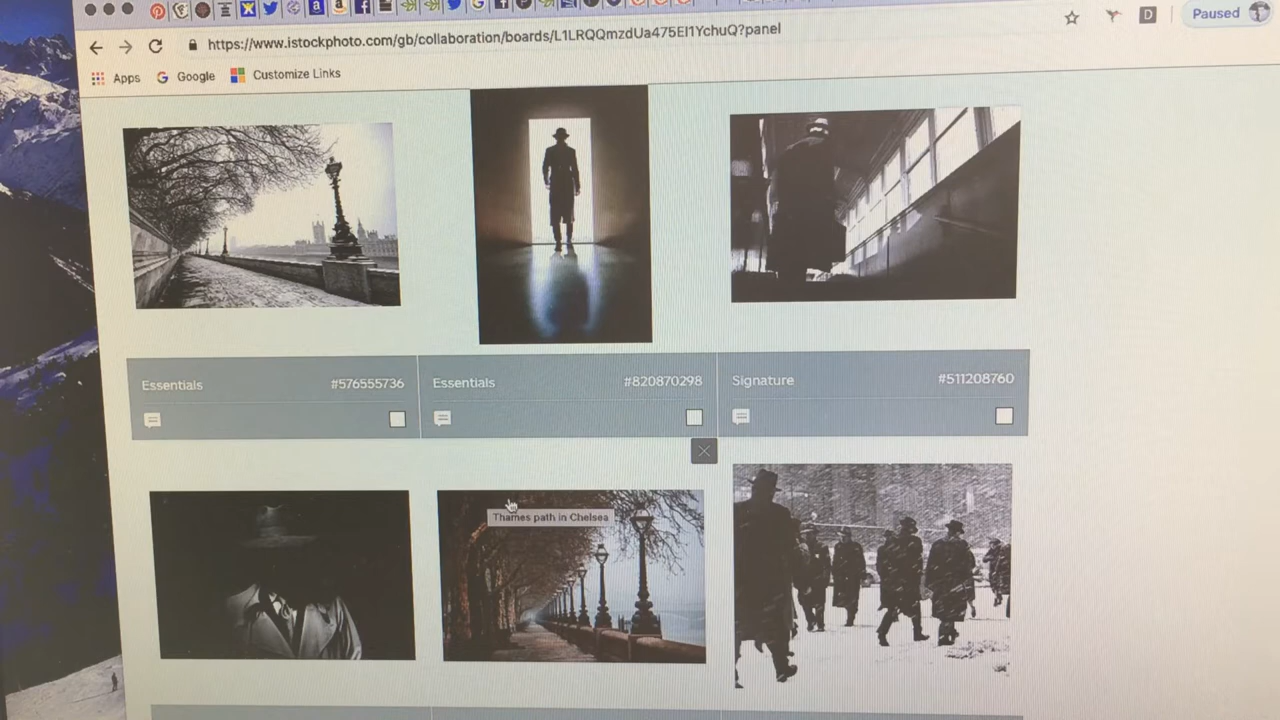 Paused
https://www.istockphoto.com/gb/collaboration/boards/L1LRQQmzdUa475EI1YchuQ?panel
Apps
Google
Customize Links
Essentials #576555736
Essentials #820870298
Signature #511208760
Thames path in Chelsea